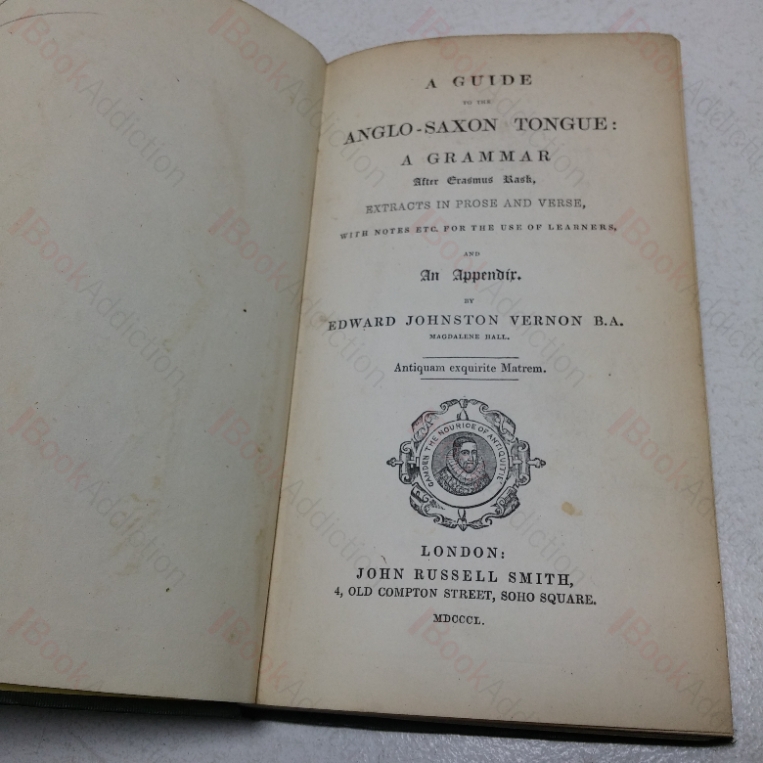 A GUIDE
TO THE
ANGLO-SAXON TONGUE:
A GRAMMAR
After Erasmus Rask,
EXTRACTS IN PROSE AND VERSE,
WITH NOTES ETC. FOR THE USE OF LEARNERS,
AND
An Appendix.
BY
EDWARD JOHNSTON VERNON B.A.
MAGDALENE HALL.
Antiquam exquirite Matrem.
CAMDEN THE NOURICE OF ANTIQUITIE
LONDON:
JOHN RUSSELL SMITH,
4, OLD COMPTON STREET, SOHO SQUARE.
MDCCCL.
BookAddiction